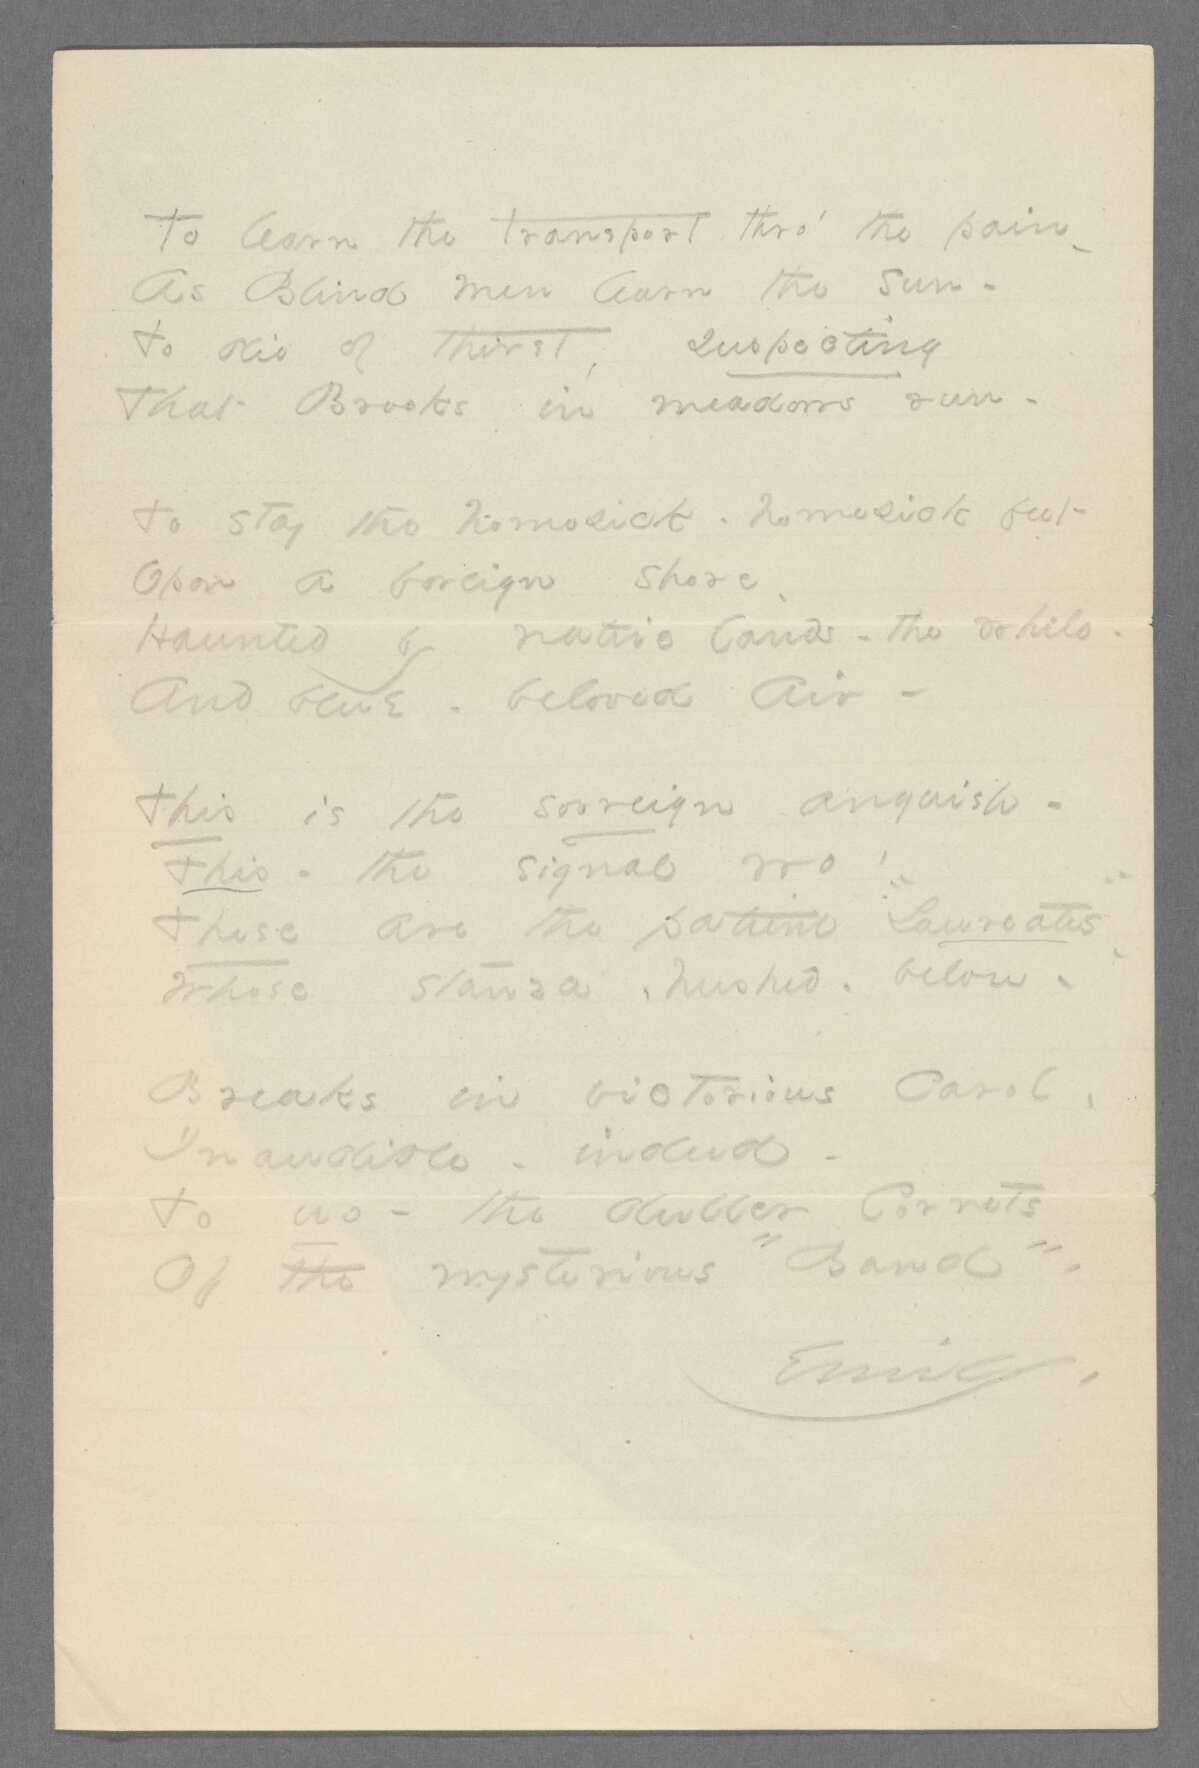 To learn the transport thro' the pain -
As Blind men learn the sun -
To die of thirst, suspecting
That Brooks in meadows run -
To stay the homesick - homesick feet
Opon a foreign shore -
Haunted by native lands - the while -
And blue - beloved Air -
This is the sovreign anguish -
This - the signal wo!
These are the patient "Laureates"
Whose stanza, hushed - below -
Breaks in victorious Carol,
Inaudible - indeed -
To us - the duller Cornets
Of the mysterious "Band" -
Emily.